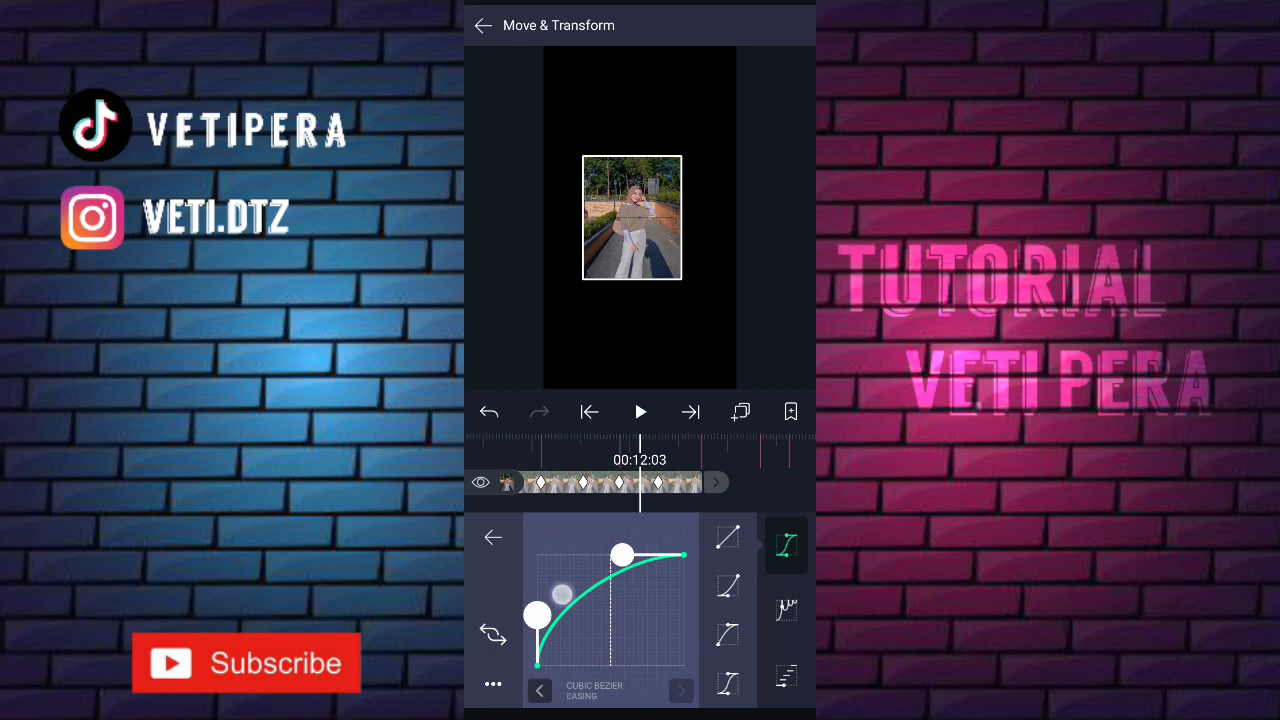 Move & Transform
VETIPERA
VETI.DTZ
TUTORIAL
VETI PERA
00:12:03
CUBIC BEZIER
EASING
Subscribe